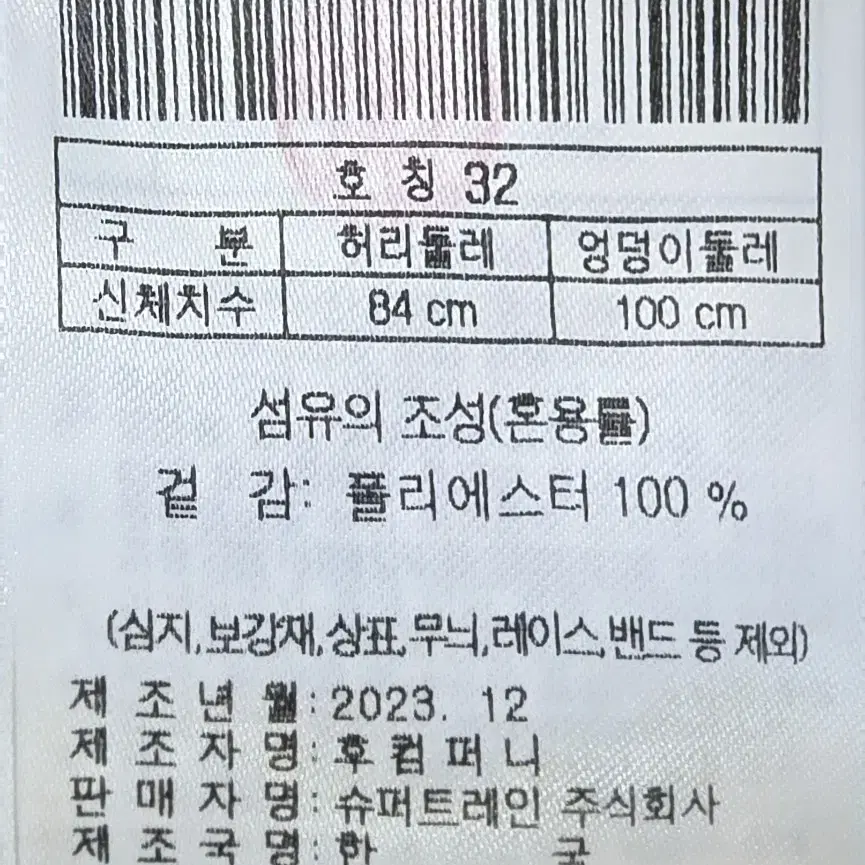 호 칭 32
구 분 허리둘레 엉덩이둘레
신체치수 84 cm 100 cm
섬유의 조성(혼용률)
겉 감: 폴리에스터 100 %
(심지,보강재,상표,무늬,레이스,밴드 등 제외)
제 조 년 월 : 2023. 12
제 조 자 명 : 후 컴 퍼 니
판 매 자 명 : 슈퍼트레인 주식회사
제 조 국 명 : 한 국